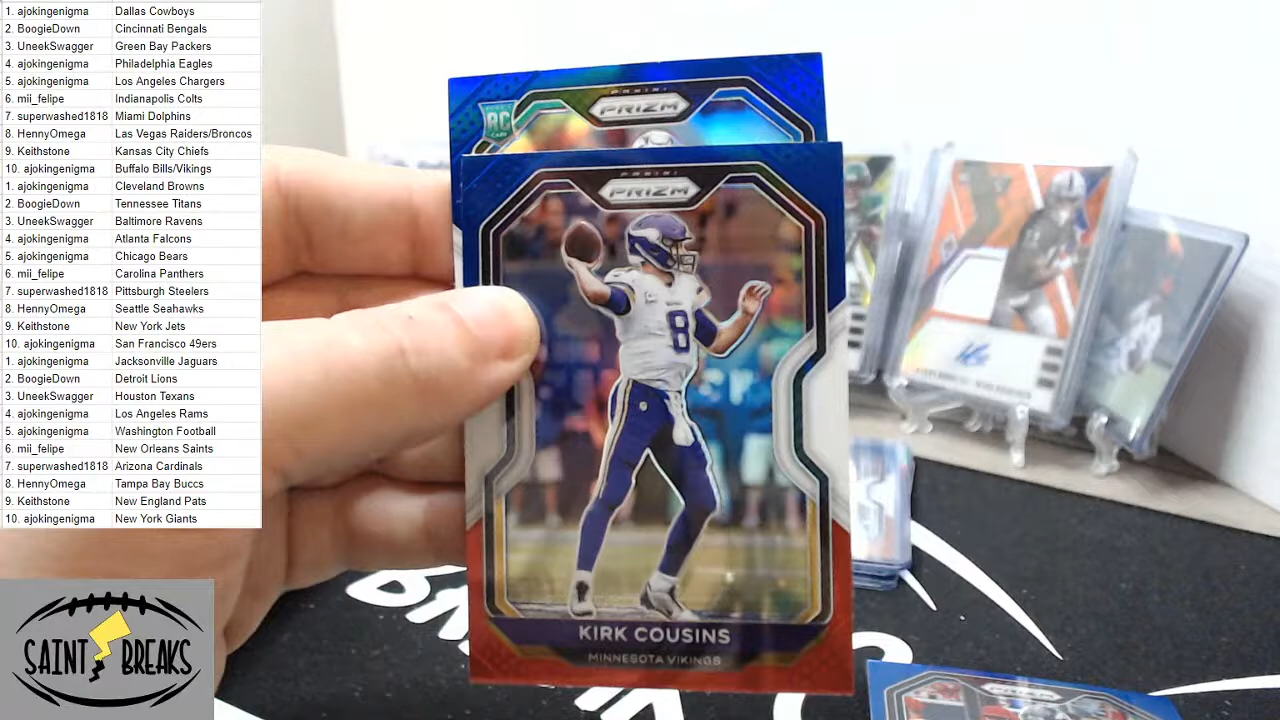 1. ajokingenigma Dallas Cowboys
2. BoogieDown Cincinnati Bengals
3. UneekSwagger Green Bay Packers
4. ajokingenigma Philadelphia Eagles
5. ajokingenigma Los Angeles Chargers
6. mii_felipe Indianapolis Colts
7. superwashed1818 Miami Dolphins
8. HennyOmega Las Vegas Raiders/Broncos
9. Keithstone Kansas City Chiefs
10. ajokingenigma Buffalo Bills/Vikings
1. ajokingenigma Cleveland Browns
2. BoogieDown Tennessee Titans
3. UneekSwagger Baltimore Ravens
4. ajokingenigma Atlanta Falcons
5. ajokingenigma Chicago Bears
6. mii_felipe Carolina Panthers
7. superwashed1818 Pittsburgh Steelers
8. HennyOmega Seattle Seahawks
9. Keithstone New York Jets
10. ajokingenigma San Francisco 49ers
1. ajokingenigma Jacksonville Jaguars
2. BoogieDown Detroit Lions
3. UneekSwagger Houston Texans
4. ajokingenigma Los Angeles Rams
5. ajokingenigma Washington Football
6. mii_felipe New Orleans Saints
7. superwashed1818 Arizona Cardinals
8. HennyOmega Tampa Bay Buccs
9. Keithstone New England Pats
10. ajokingenigma New York Giants
SAINT BREAKS
PANINI
PRIZM
RC
PANINI
PRIZM
8
KIRK COUSINS
MINNESOTA VIKINGS